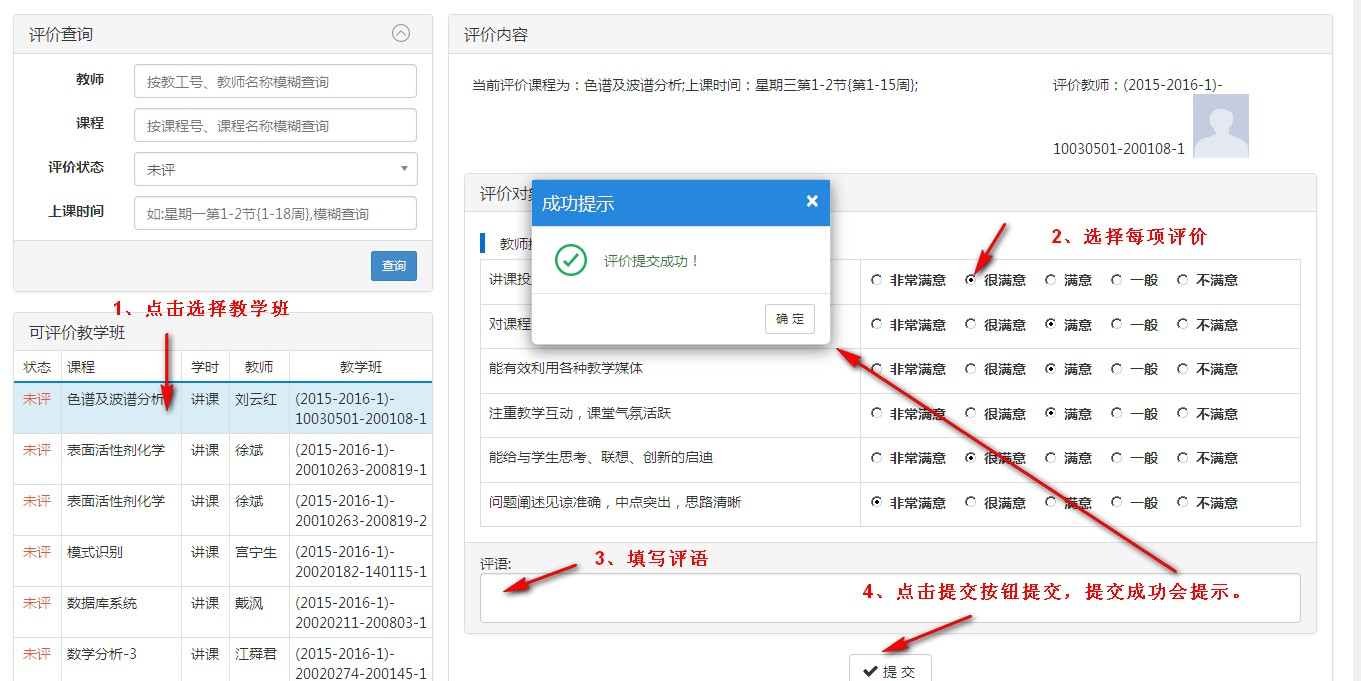 评价查询
教师
按教工号、教师名称模糊查询
课程
按课程号、课程名称模糊查询
评价状态
未评
上课时间
如:星期一第1-2节{1-18周},模糊查询
查询
1、点击选择教学班
可评价教学班
状态 课程 学时 教师 教学班
未评 色谱及波谱分析 讲课 刘云红 (2015-2016-1)-
10030501-200108-1
未评 表面活性剂化学 讲课 徐斌 (2015-2016-1)-
20010263-200819-1
未评 表面活性剂化学 讲课 徐斌 (2015-2016-1)-
20010263-200819-2
未评 模式识别 讲课 宫宁生 (2015-2016-1)-
20020182-140115-1
未评 数据库系统 讲课 戴沨 (2015-2016-1)-
20020211-200803-1
未评 数学分析-3 讲课 江舜君 (2015-2016-1)-
20020274-200145-1
评价内容
当前评价课程为：色谱及波谱分析;上课时间：星期三第1-2节{第1-15周};
评价教师：(2015-2016-1)-
10030501-200108-1
评价对
成功提示
×
评价提交成功！
确 定
2、选择每项评价
教师
讲课投 非常满意 很满意 满意 一般 不满意
对课程 非常满意 很满意 满意 一般 不满意
能有效利用各种教学媒体 非常满意 很满意 满意 一般 不满意
注重教学互动，课堂气氛活跃 非常满意 很满意 满意 一般 不满意
能给与学生思考、联想、创新的启迪 非常满意 很满意 满意 一般 不满意
问题阐述见谅准确，中点突出，思路清晰 非常满意 很满意 满意 一般 不满意
评语:
3、填写评语
4、点击提交按钮提交，提交成功会提示。
提 交